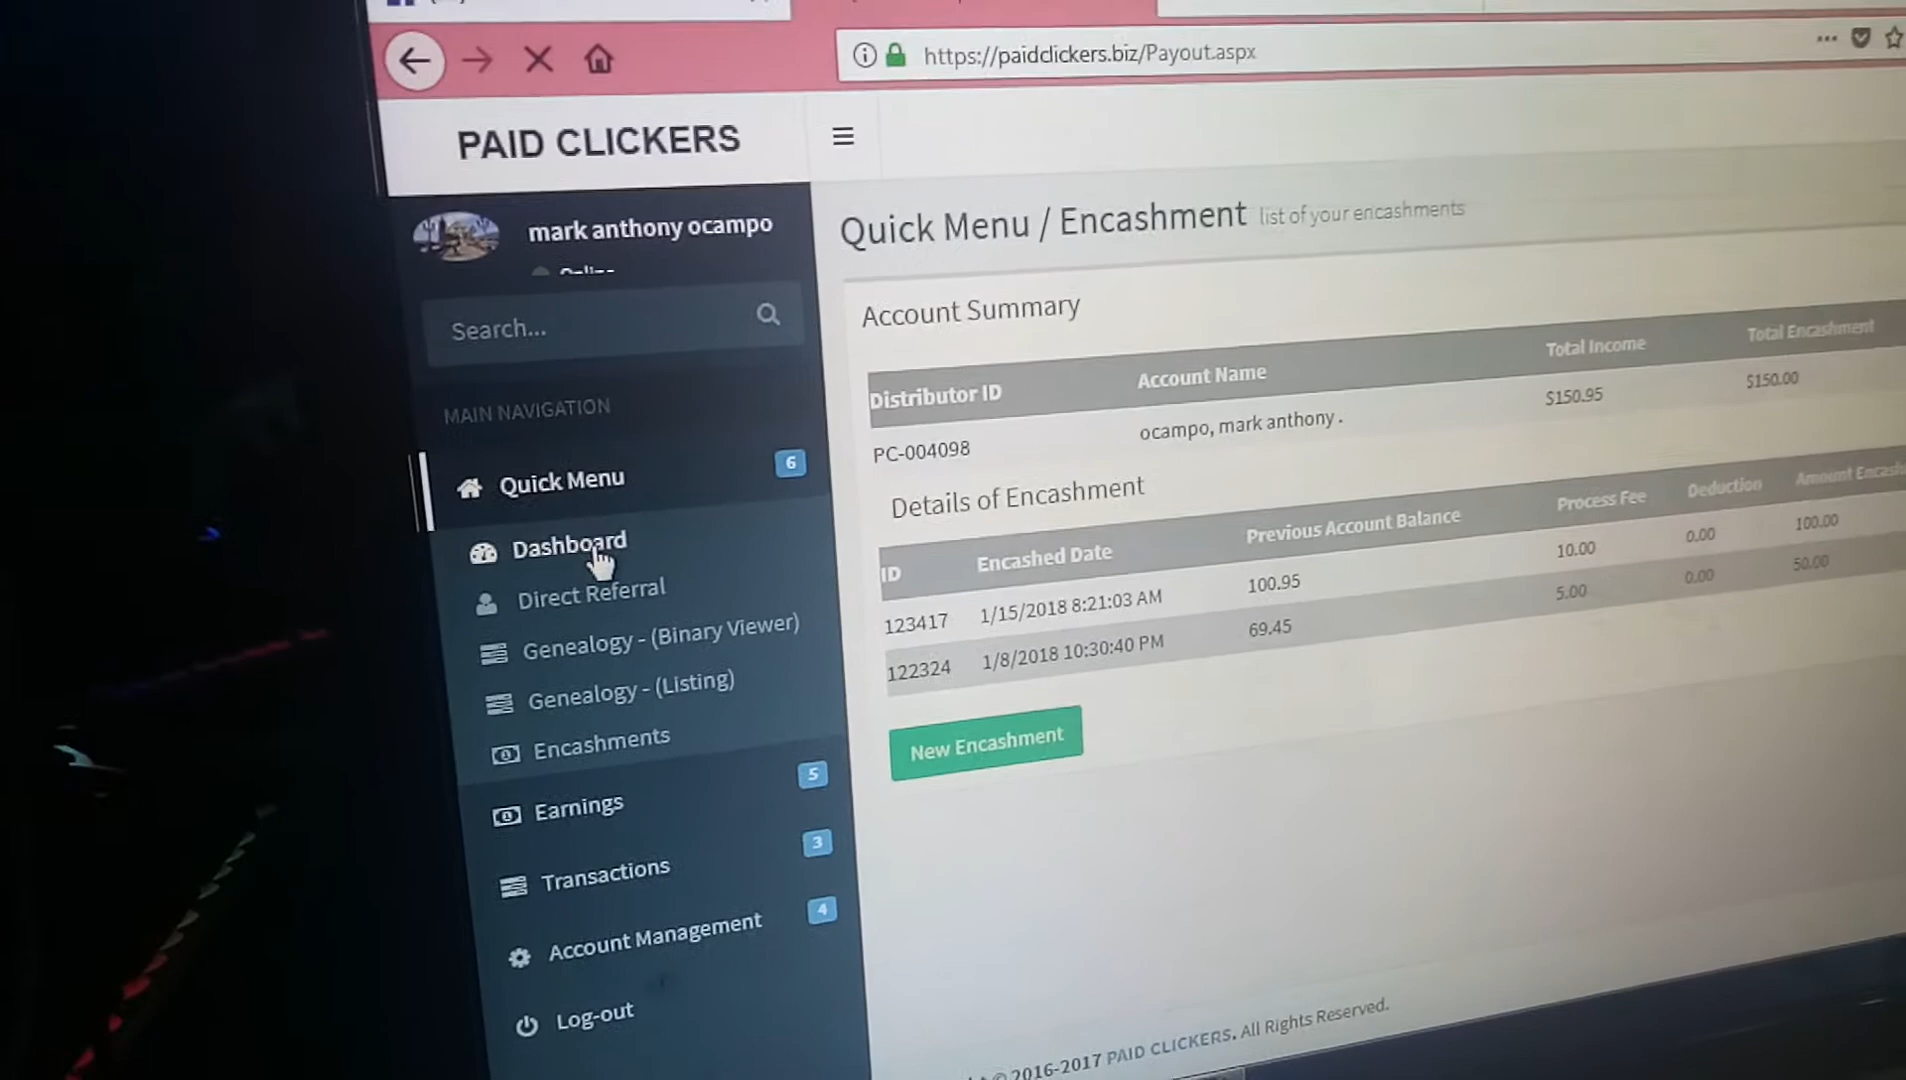 https://paidclickers.biz/Payout.aspx
PAID CLICKERS
mark anthony ocampo
Online
Search...
MAIN NAVIGATION
Quick Menu 6
Dashboard
Direct Referral
Genealogy - (Binary Viewer)
Genealogy - (Listing)
Encashments
Earnings 5
Transactions 3
Account Management 4
Log-out
Quick Menu / Encashment list of your encashments
Account Summary
Distributor ID Account Name Total Income Total Encashment
PC-004098 ocampo, mark anthony . $150.95 $150.00
Details of Encashment
ID Encashed Date Previous Account Balance Process Fee Deduction Amount
123417 1/15/2018 8:21:03 AM 100.95 10.00 0.00 100.00
122324 1/8/2018 10:30:40 PM 69.45 5.00 0.00 50.00
New Encashment
© 2016-2017 PAID CLICKERS. All Rights Reserved.